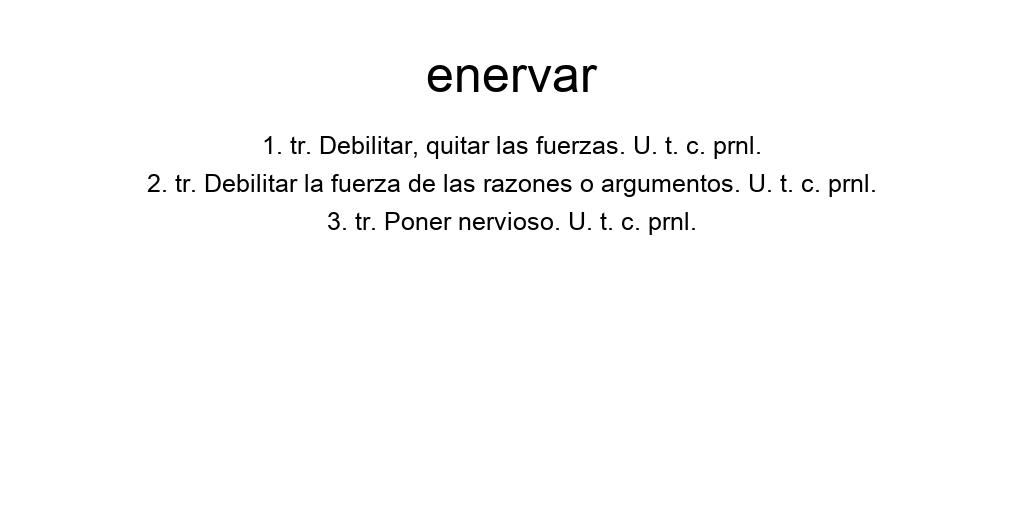 enervar
1. tr. Debilitar, quitar las fuerzas. U. t. c. prnl.
2. tr. Debilitar la fuerza de las razones o argumentos. U. t. c. prnl.
3. tr. Poner nervioso. U. t. c. prnl.